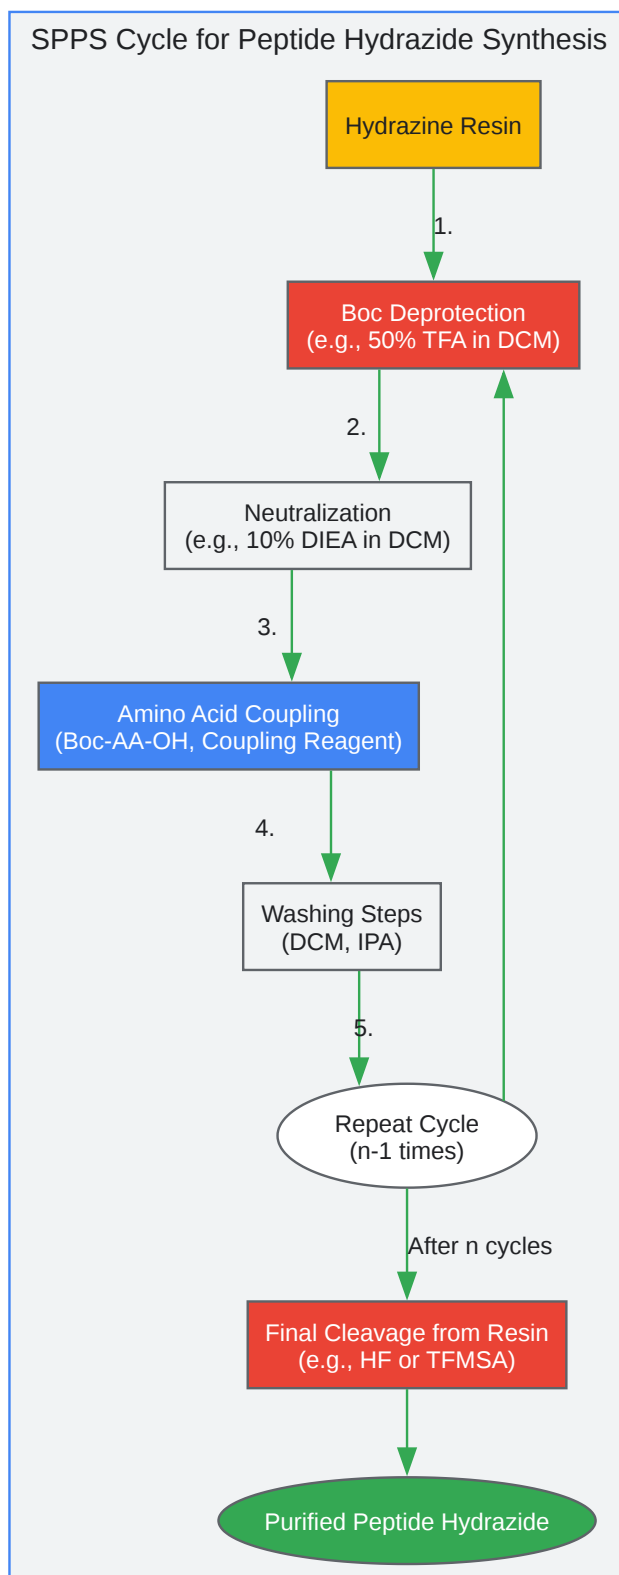 SPPS Cycle for Peptide Hydrazide Synthesis
Hydrazine Resin
1.
Boc Deprotection
(e.g., 50% TFA in DCM)
2.
Neutralization
(e.g., 10% DIEA in DCM)
3.
Amino Acid Coupling
(Boc-AA-OH, Coupling Reagent)
4.
Washing Steps
(DCM, IPA)
5.
Repeat Cycle
(n-1 times)
After n cycles
Final Cleavage from Resin
(e.g., HF or TFMSA)
Purified Peptide Hydrazide